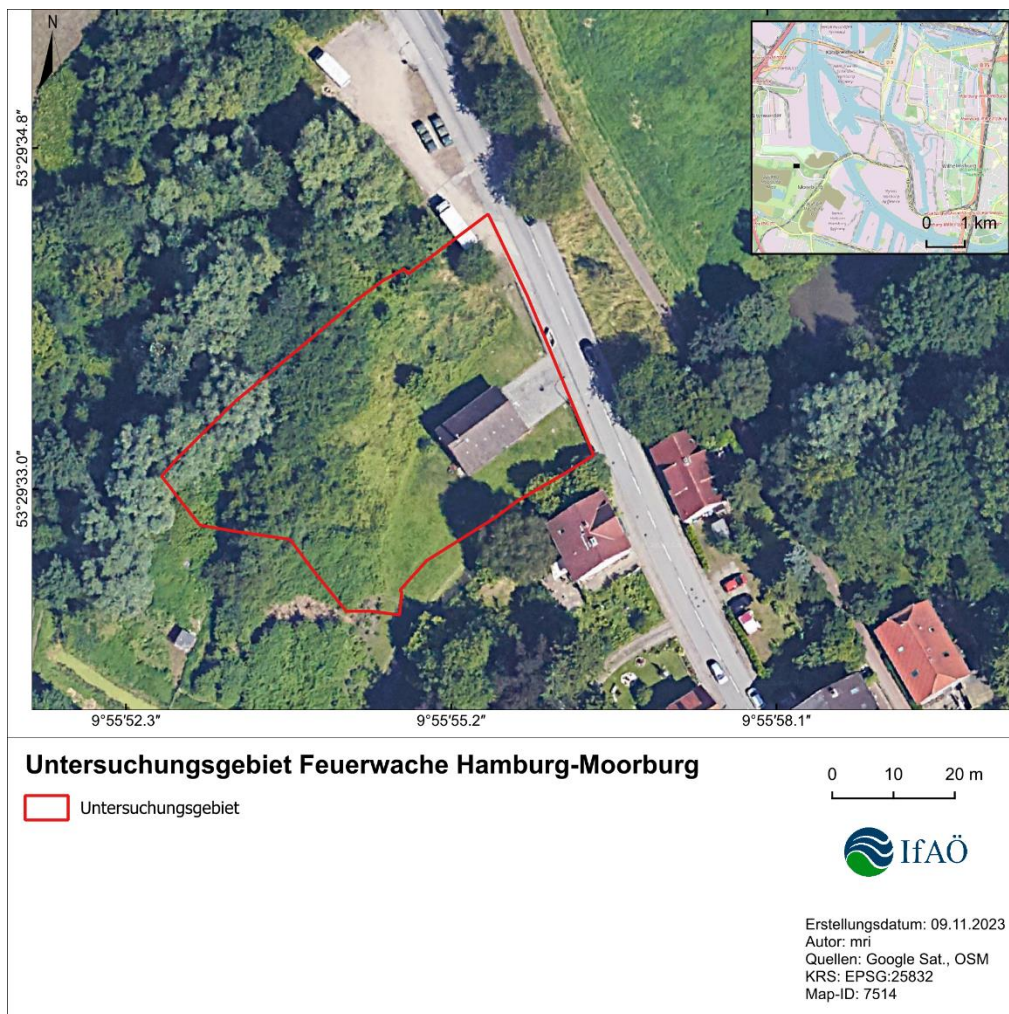 N
53°29'34.8"
53°29'33.0"
0 1 km
9°55'52.3"
9°55'55.2"
9°55'58.1"
Untersuchungsgebiet Feuerwache Hamburg-Moorburg
Untersuchungsgebiet
0 10 20 m
IfAÖ
Erstellungsdatum: 09.11.2023
Autor: mri
Quellen: Google Sat., OSM
KRS: EPSG:25832
Map-ID: 7514